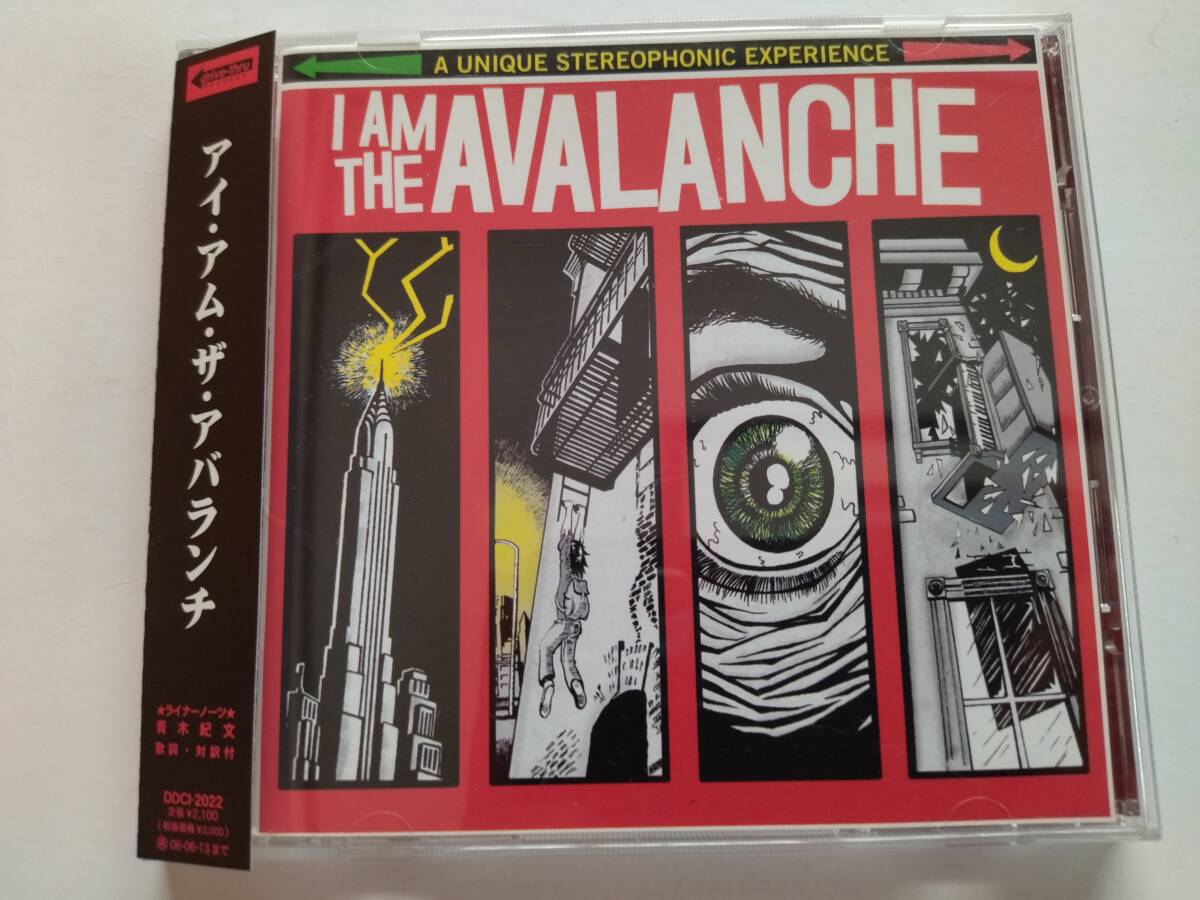 drive-thru
RECORDS
アイ・アム・ザ・アバランチ
★ライナーノーツ★
青木紀文
歌詞・対訳付
DDCI-2022
定価¥2,100
(税抜価格¥2,000)
06·06·13まで
A UNIQUE STEREOPHONIC EXPERIENCE
I AM
THE AVALANCHE